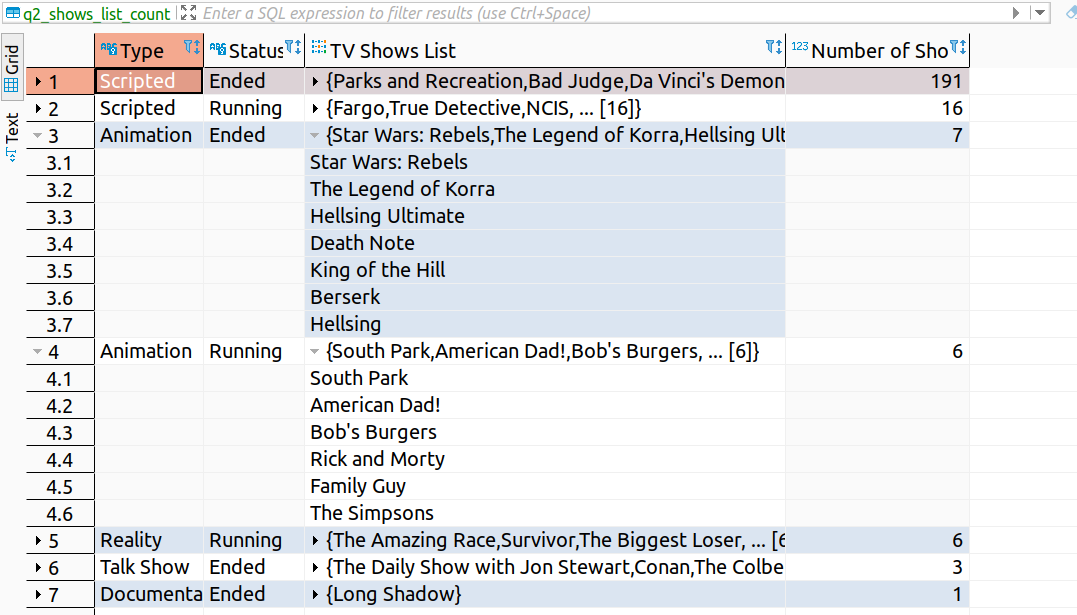 q2_shows_list_count Enter a SQL expression to filter results (use Ctrl+Space)
Grid
Text
ABC Type ABC Status TV Shows List 123 Number of Sho
1 Scripted Ended {Parks and Recreation,Bad Judge,Da Vinci's Demon 191
2 Scripted Running {Fargo,True Detective,NCIS, ... [16]} 16
3 Animation Ended {Star Wars: Rebels,The Legend of Korra,Hellsing Ult 7
3.1 Star Wars: Rebels
3.2 The Legend of Korra
3.3 Hellsing Ultimate
3.4 Death Note
3.5 King of the Hill
3.6 Berserk
3.7 Hellsing
4 Animation Running {South Park,American Dad!,Bob's Burgers, ... [6]} 6
4.1 South Park
4.2 American Dad!
4.3 Bob's Burgers
4.4 Rick and Morty
4.5 Family Guy
4.6 The Simpsons
5 Reality Running {The Amazing Race,Survivor,The Biggest Loser, ... [6 6
6 Talk Show Ended {The Daily Show with Jon Stewart,Conan,The Colbe 3
7 Documenta Ended {Long Shadow} 1